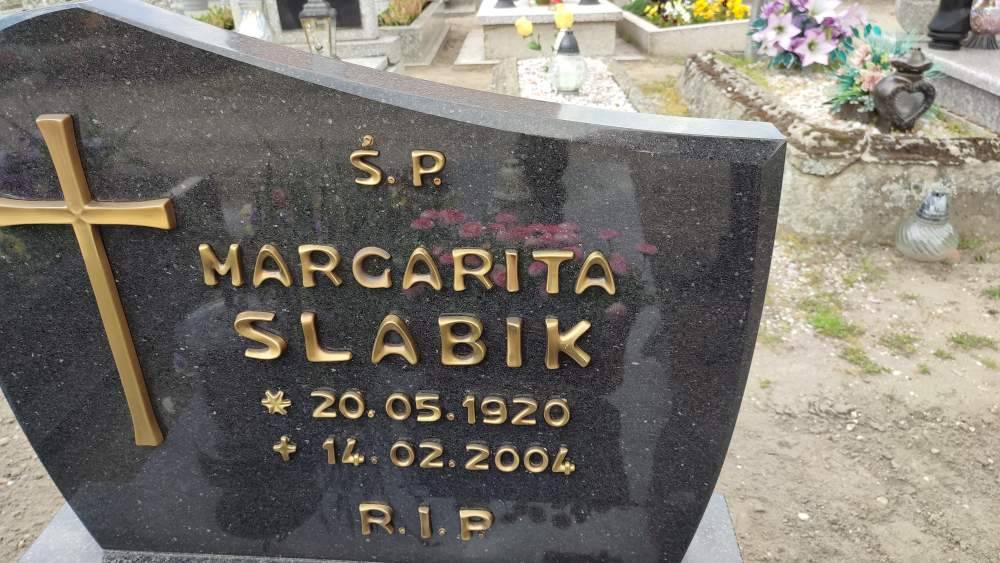 Ś.P.
MARGARITA
SLABIK
* 20.05.1920
+ 14.02.2004
R.I.P